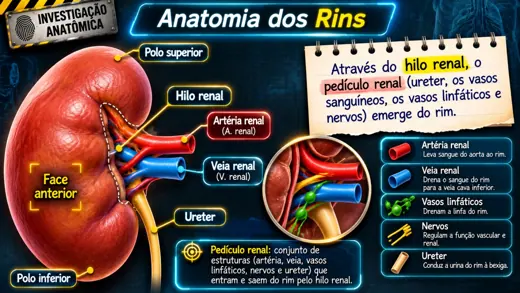 INVESTIGAÇÃO
ANATÔMICA
Anatomia dos Rins
Polo superior
Hilo renal
Artéria renal
(A. renal)
Veia renal
(V. renal)
Ureter
Face
anterior
Polo inferior
Através do hilo renal, o
pedículo renal (ureter, os vasos
sanguíneos, os vasos linfáticos e
nervos) emerge do rim.
Pedículo renal: conjunto de
estruturas (artéria, veia, vasos
linfáticos, nervos e ureter) que
entram e saem do rim pelo hilo renal.
Artéria renal
Leva sangue da aorta ao rim.
Veia renal
Drena o sangue do rim
para a veia cava inferior.
Vasos linfáticos
Drenam a linfa do rim.
Nervos
Regulam a função vascular e
renal.
Ureter
Conduz a urina do rim à bexiga.